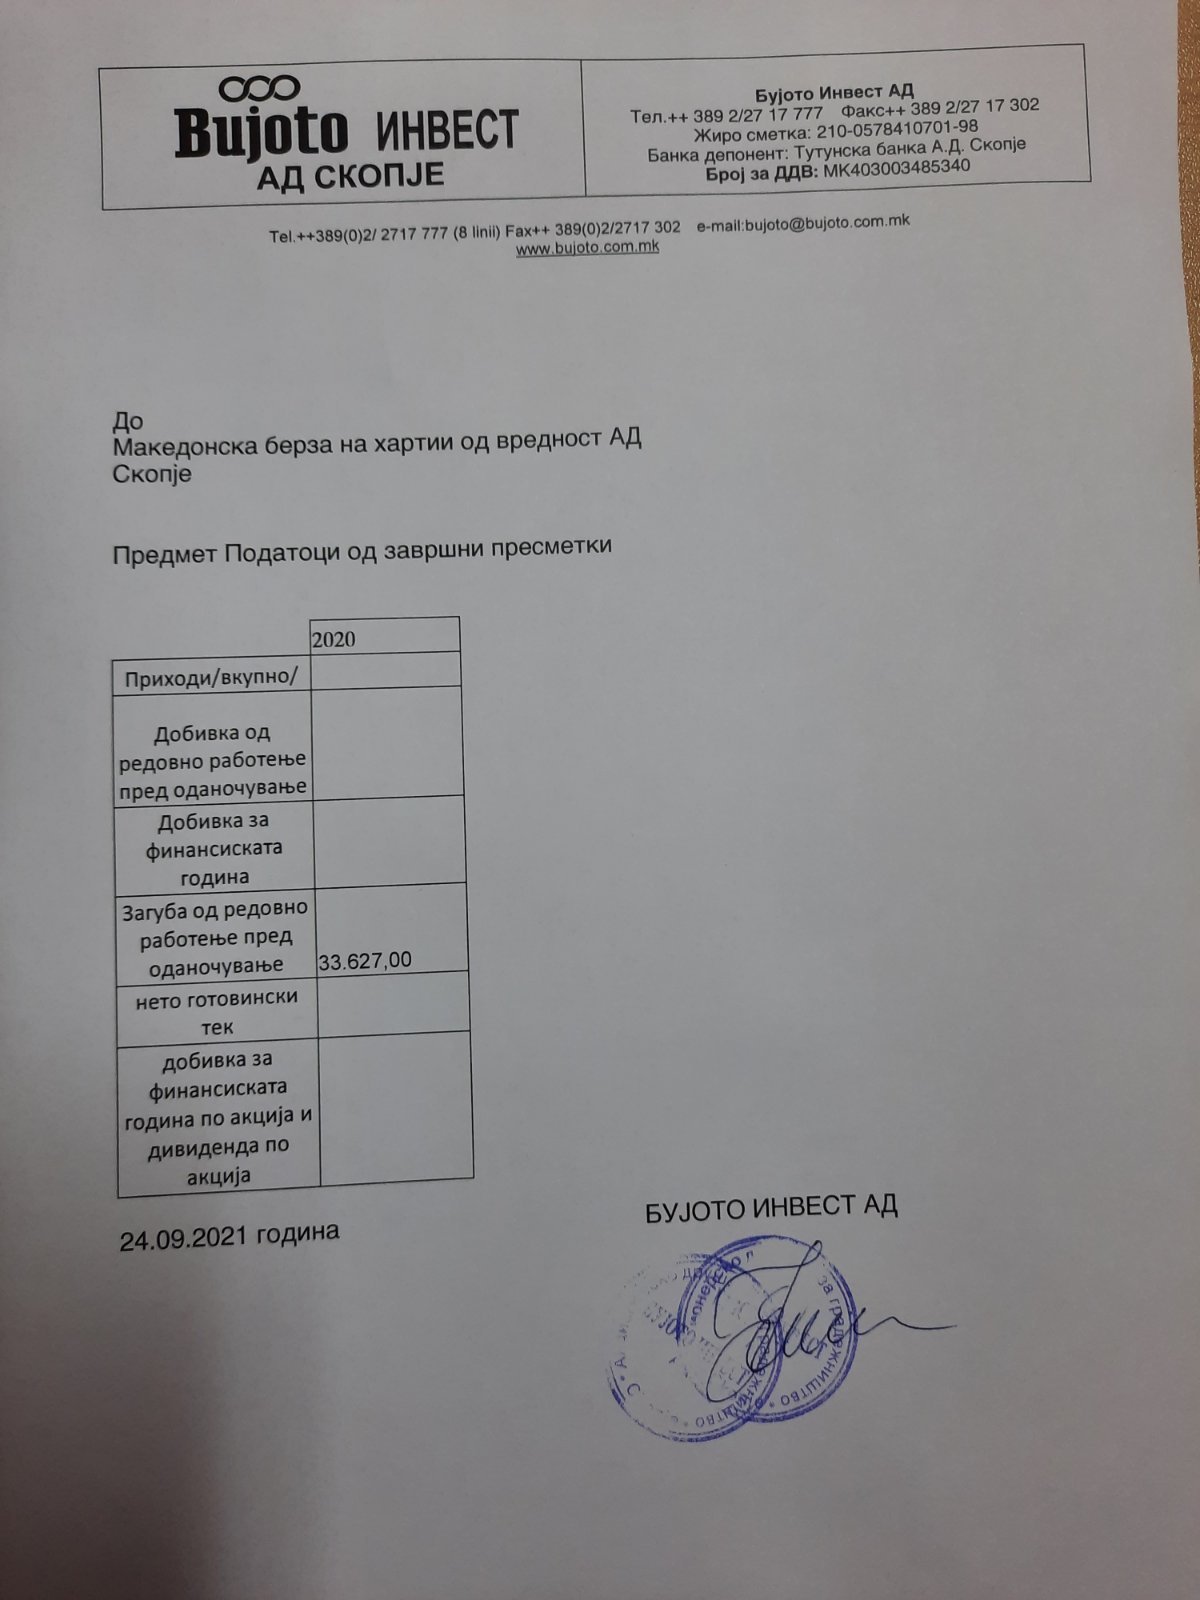 Bujoto ИНВЕСТ
АД СКОПЈЕ
Бујото Инвест АД
Тел.++ 389 2/27 17 777 Факс++ 389 2/27 17 302
Жиро сметка: 210-0578410701-98
Банка депонент: Тутунска банка А.Д. Скопје
Број за ДДВ: МК403003485340
Tel.++389(0)2/ 2717 777 (8 linii) Fax++ 389(0)2/2717 302 e-mail:bujoto@bujoto.com.mk
www.bujoto.com.mk
До
Македонска берза на хартии од вредност АД
Скопје
Предмет Податоци од завршни пресметки
2020
Приходи/вкупно/
Добивка од
редовно работење
пред оданочување
Добивка за
финансиската
година
Загуба од редовно
работење пред
оданочување 33.627,00
нето готовински
тек
добивка за
финансиската
година по акција и
дивиденда по
акција
24.09.2021 година
БУЈОТО ИНВЕСТ АД